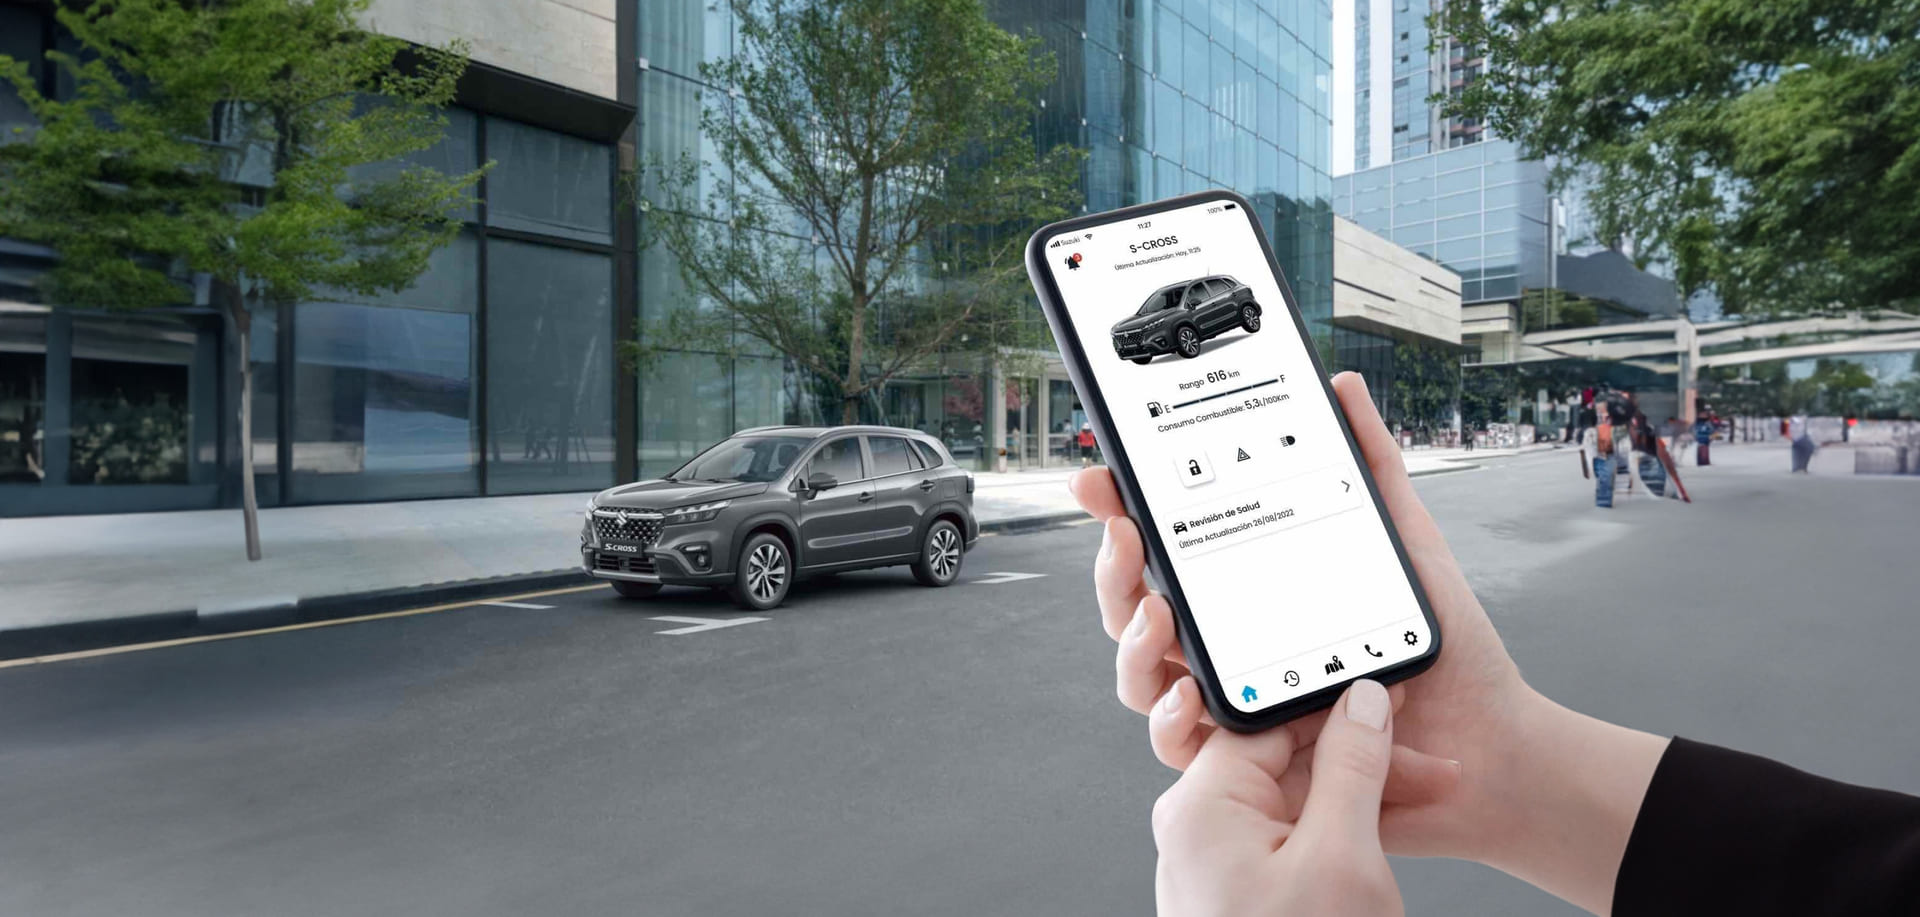 Suzuki
11:27
100%
S-CROSS
Última Actualización: Hoy, 11:25
Rango 616 km
E F
Consumo Combustible: 5,3L/100Km
Revisión de Salud
Última Actualización 26/08/2022
S-CROSS